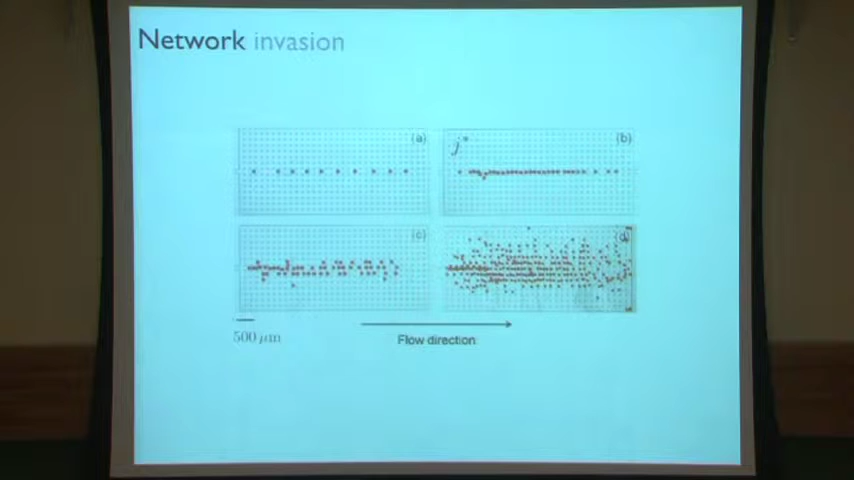 Network invasion
(a)
(b)
j*
(c)
(d)
500 μm
Flow direction